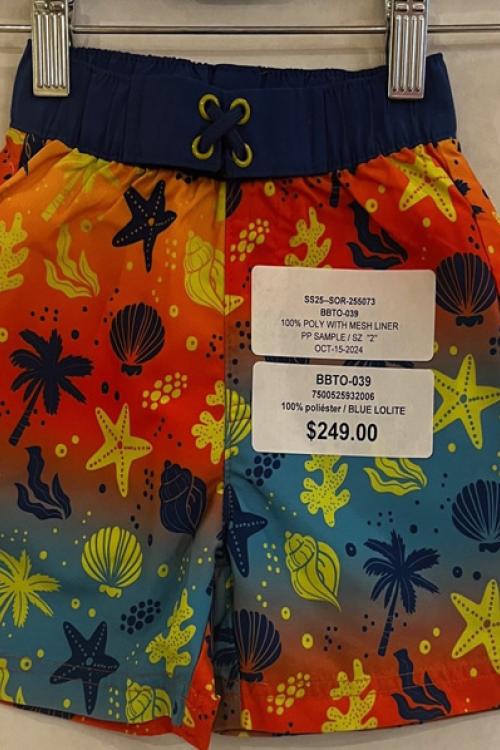 SS25-SOR-255073
BBTO-039
100% POLY WITH MESH LINER
PP SAMPLE / SZ "2"
OCT-15-2024
BBTO-039
7500525932006
100% poliéster / BLUE LOLITE
$249.00